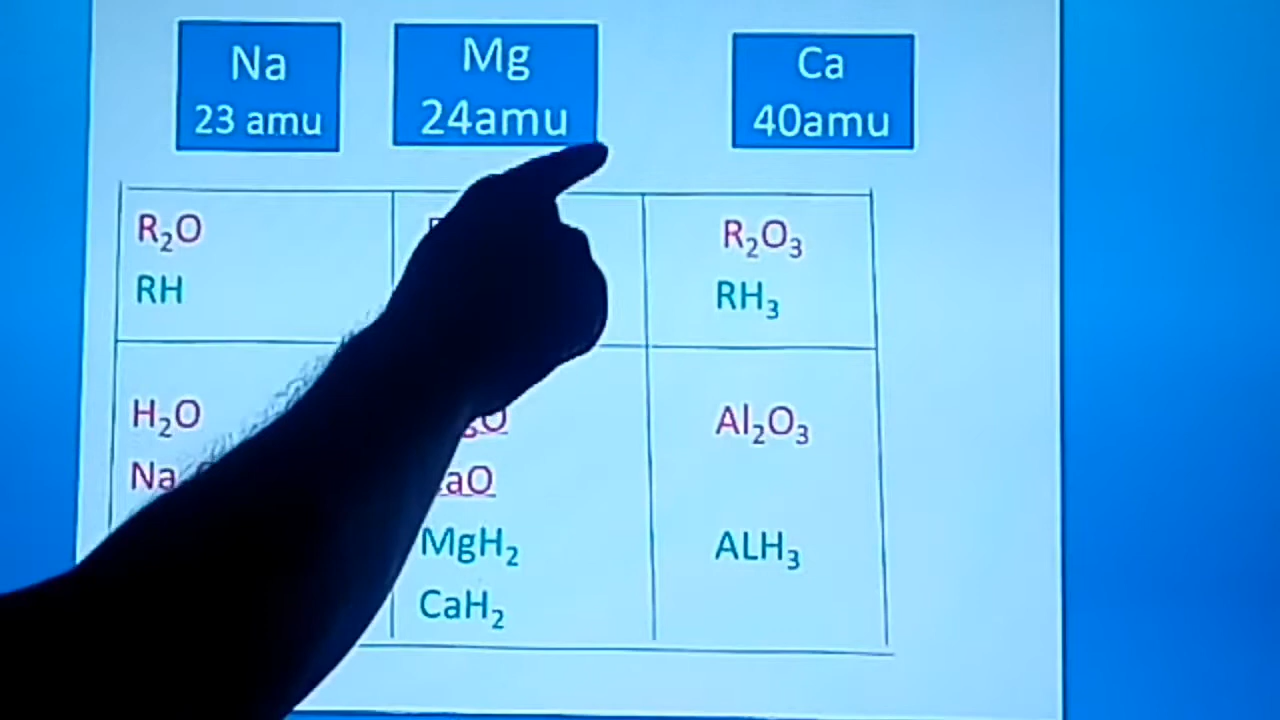 Na
23 amu
Mg
24amu
Ca
40amu
R₂O
RH
R₂O₃
RH₃
H₂O
Na
MgH₂
CaH₂
Al₂O₃
ALH₃